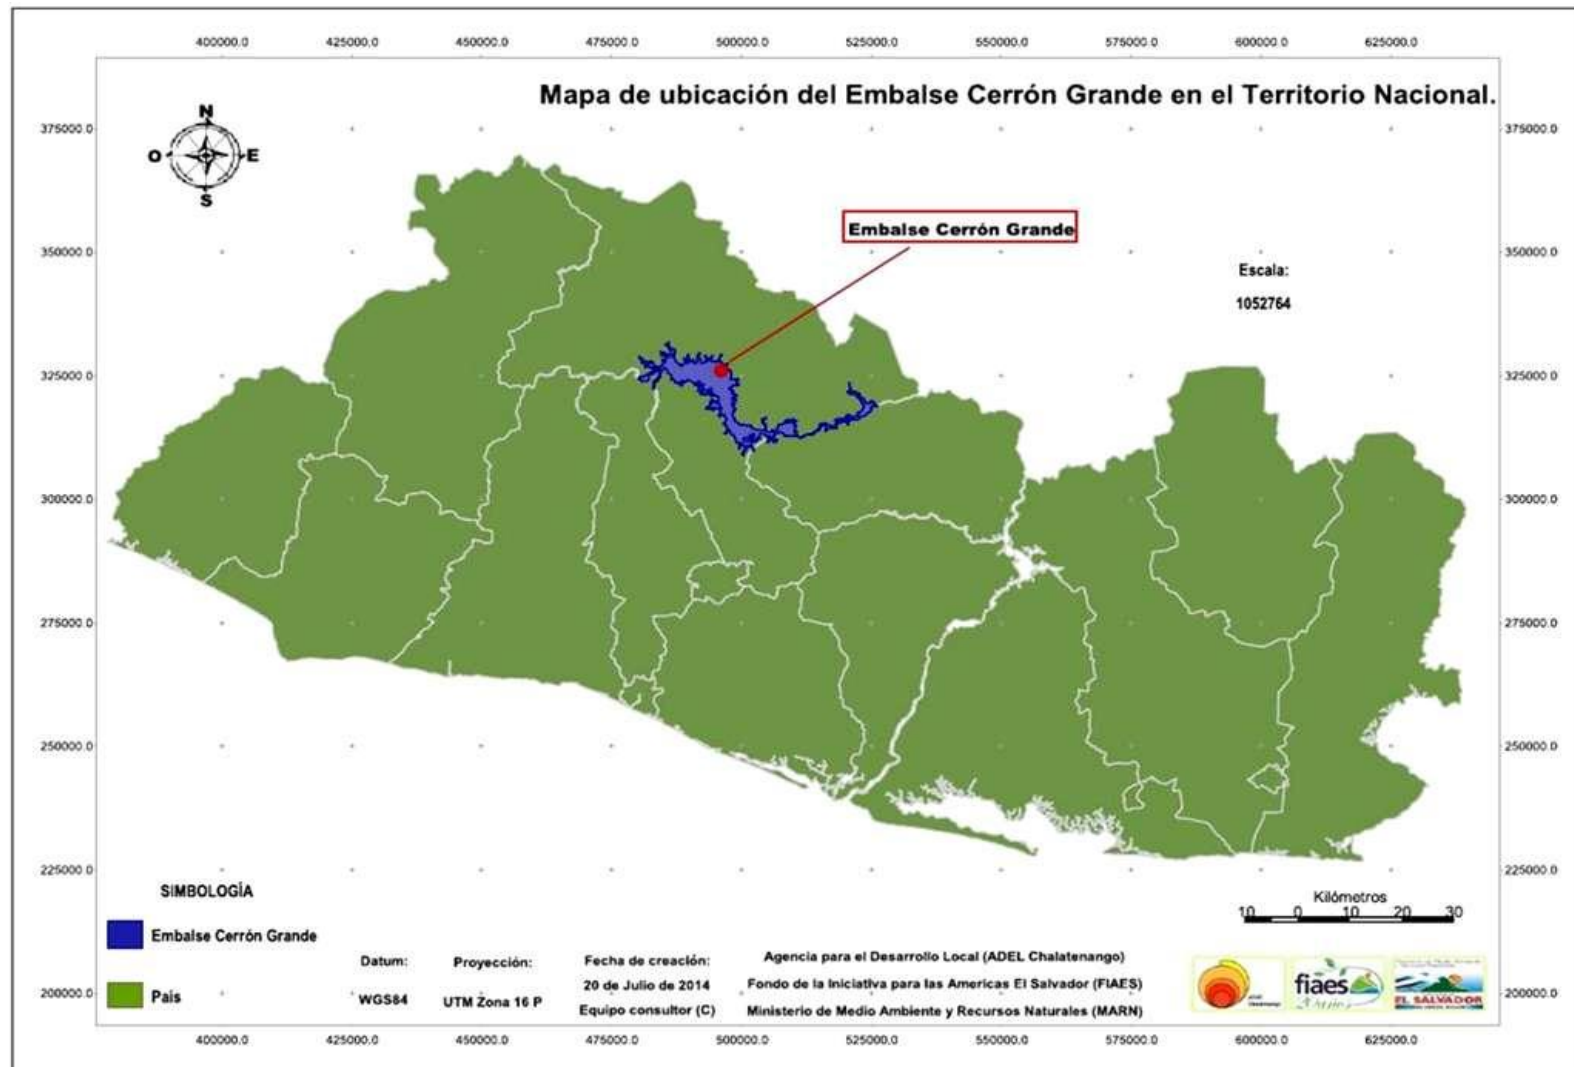 400000.0 425000.0 450000.0 475000.0 500000.0 525000.0 550000.0 575000.0 600000.0 625000.0
Mapa de ubicación del Embalse Cerrón Grande en el Territorio Nacional.
N
O E
S
375000.0 375000.0
Embalse Cerrón Grande
350000.0 350000.0
Escala:
1052764
325000.0 325000.0
300000.0 300000.0
275000.0 275000.0
250000.0 250000.0
225000.0 225000.0
SIMBOLOGÍA
Embalse Cerrón Grande
País
Kilómetros
10 0 10 20 30
Datum:
WGS84
Proyección:
UTM Zona 16 P
Fecha de creación:
20 de Julio de 2014
Equipo consultor (C)
Agencia para el Desarrollo Local (ADEL Chalatenango)
Fondo de la Iniciativa para las Americas El Salvador (FIAES)
Ministerio de Medio Ambiente y Recursos Naturales (MARN)
fiaes
EL SALVADOR
200000.0 200000.0
400000.0 425000.0 450000.0 475000.0 500000.0 525000.0 550000.0 575000.0 600000.0 625000.0